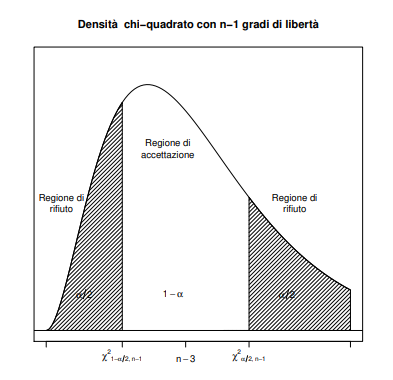 Densità chi−quadrato con n−1 gradi di libertà
Regione di
accettazione
Regione di
rifiuto
Regione di
rifiuto
α/2
1 − α
α/2
χ²1−α/2, n−1
n − 3
χ²α/2, n−1